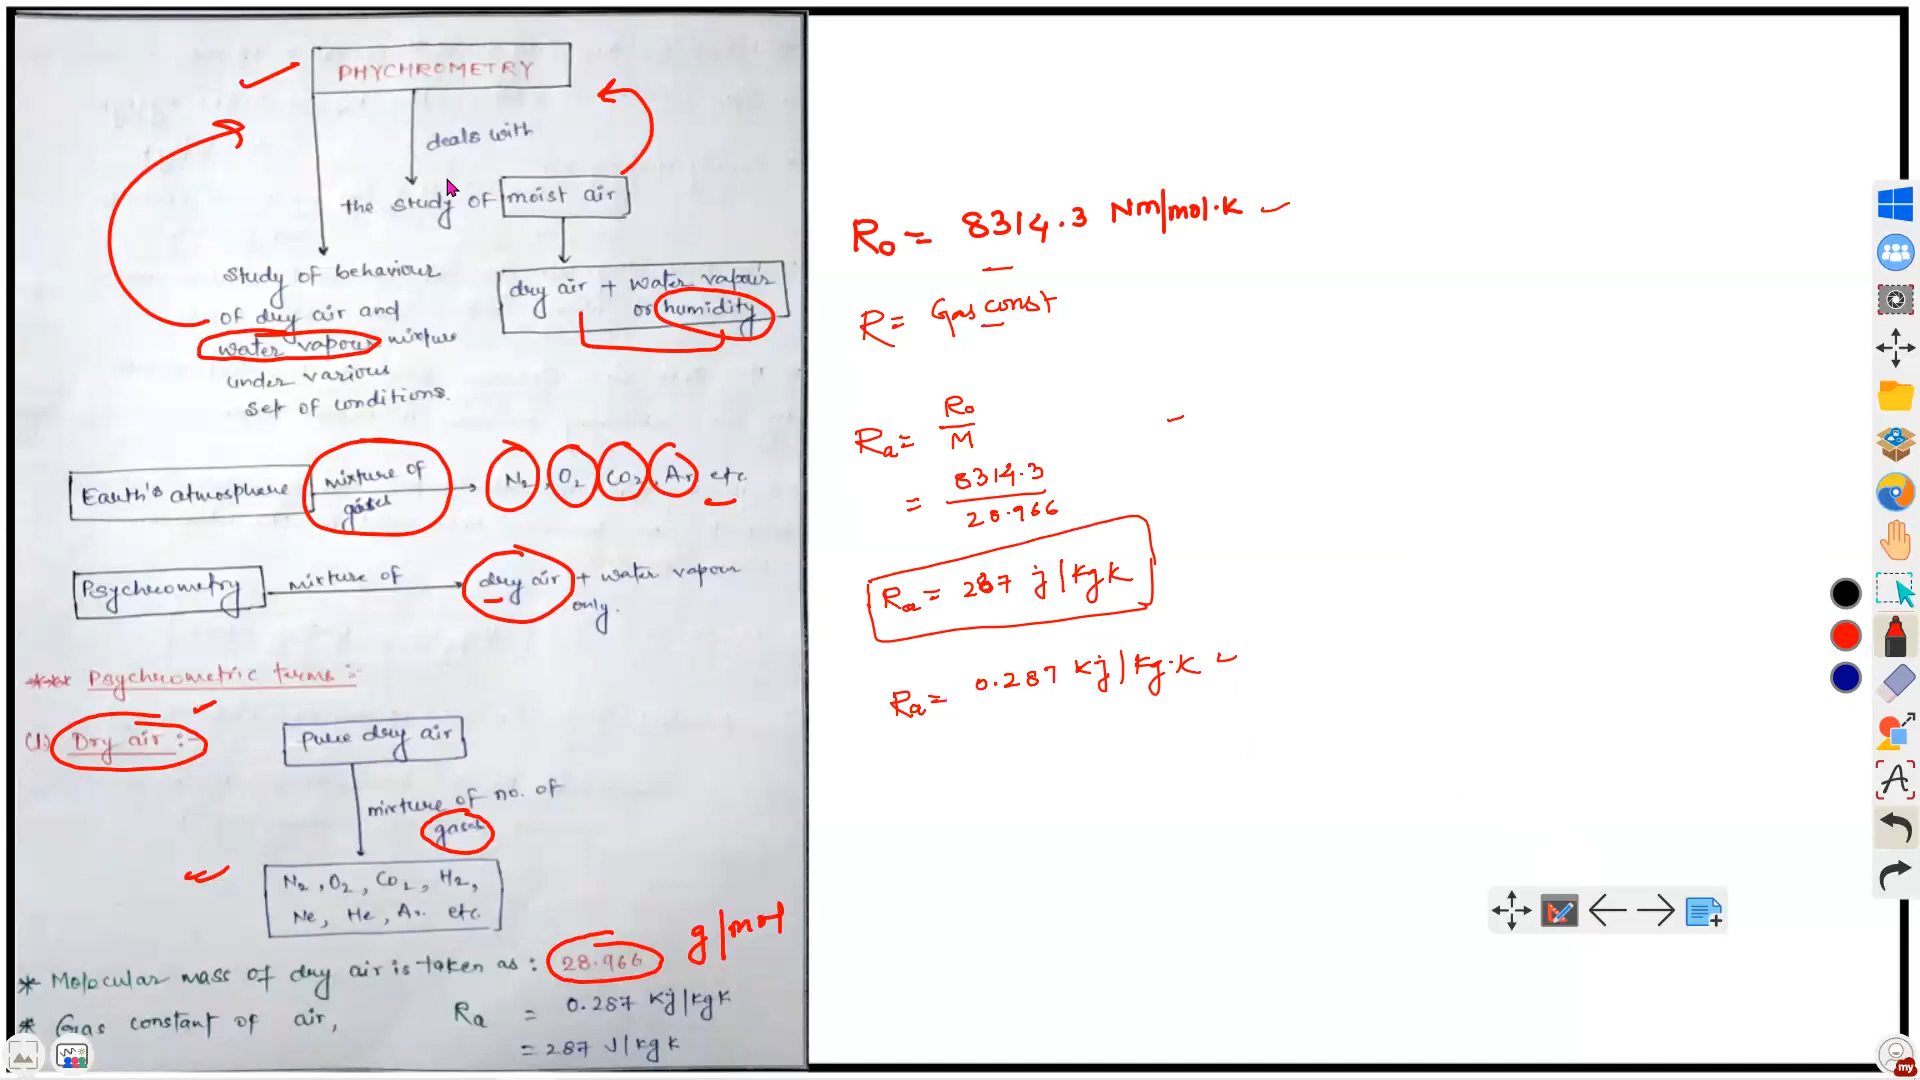 PHYCHROMETRY
deals with
the study of moist air
study of behaviour
of dry air and
water vapour mixture
under various
set of conditions.
dry air + water vapour
or humidity
Earth's atmosphere
mixture of
gases
N₂, O₂, CO₂, Ar etc.
Psychrometry
mixture of
dry air + water vapour
only.
*** Psychrometric terms :-
(1.) Dry air :-
Pure dry air
mixture of no. of
gases
N₂, O₂, CO₂, H₂,
Ne, He, Ar. etc.
* Molecular mass of dry air is taken as : 28.966 g/mol
* Gas constant of air, Ra = 0.287 kj/kgk
= 287 J/kgk
R₀ = 8314.3 Nm/mol.K
R = Gas const
Ra = R₀/M
= 8314.3/28.966
Ra = 287 j/kgk
Ra = 0.287 Kj/kg.K
my